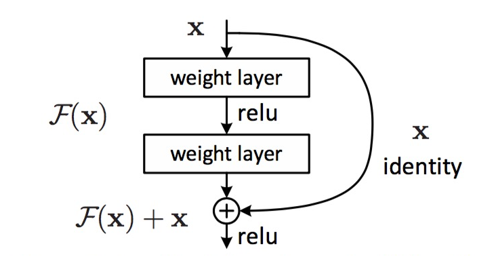 x
weight layer
relu
F(x)
x
weight layer
identity
F(x) + x
relu